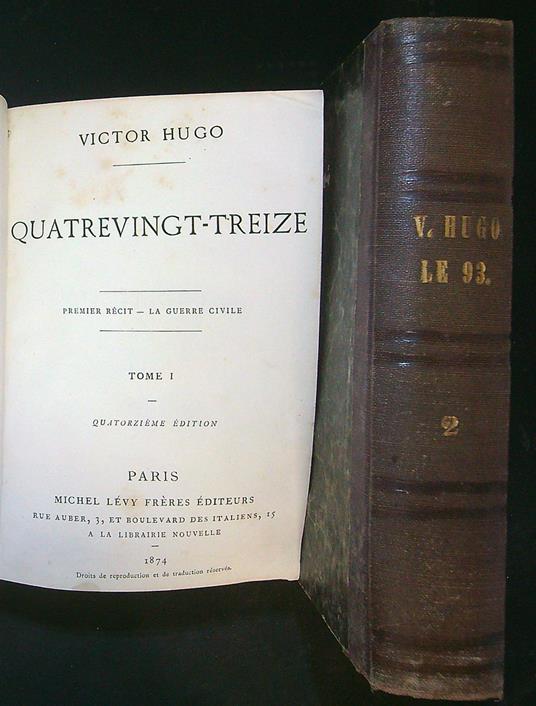 VICTOR HUGO
QUATREVINGT-TREIZE
PREMIER RÉCIT — LA GUERRE CIVILE
TOME I
—
QUATORZIÈME ÉDITION
PARIS
MICHEL LÉVY FRÈRES ÉDITEURS
RUE AUBER, 3, ET BOULEVARD DES ITALIENS, 15
A LA LIBRAIRIE NOUVELLE
—
1874
Droits de reproduction et de traduction réservés.
V. HUGO
LE 93.
2